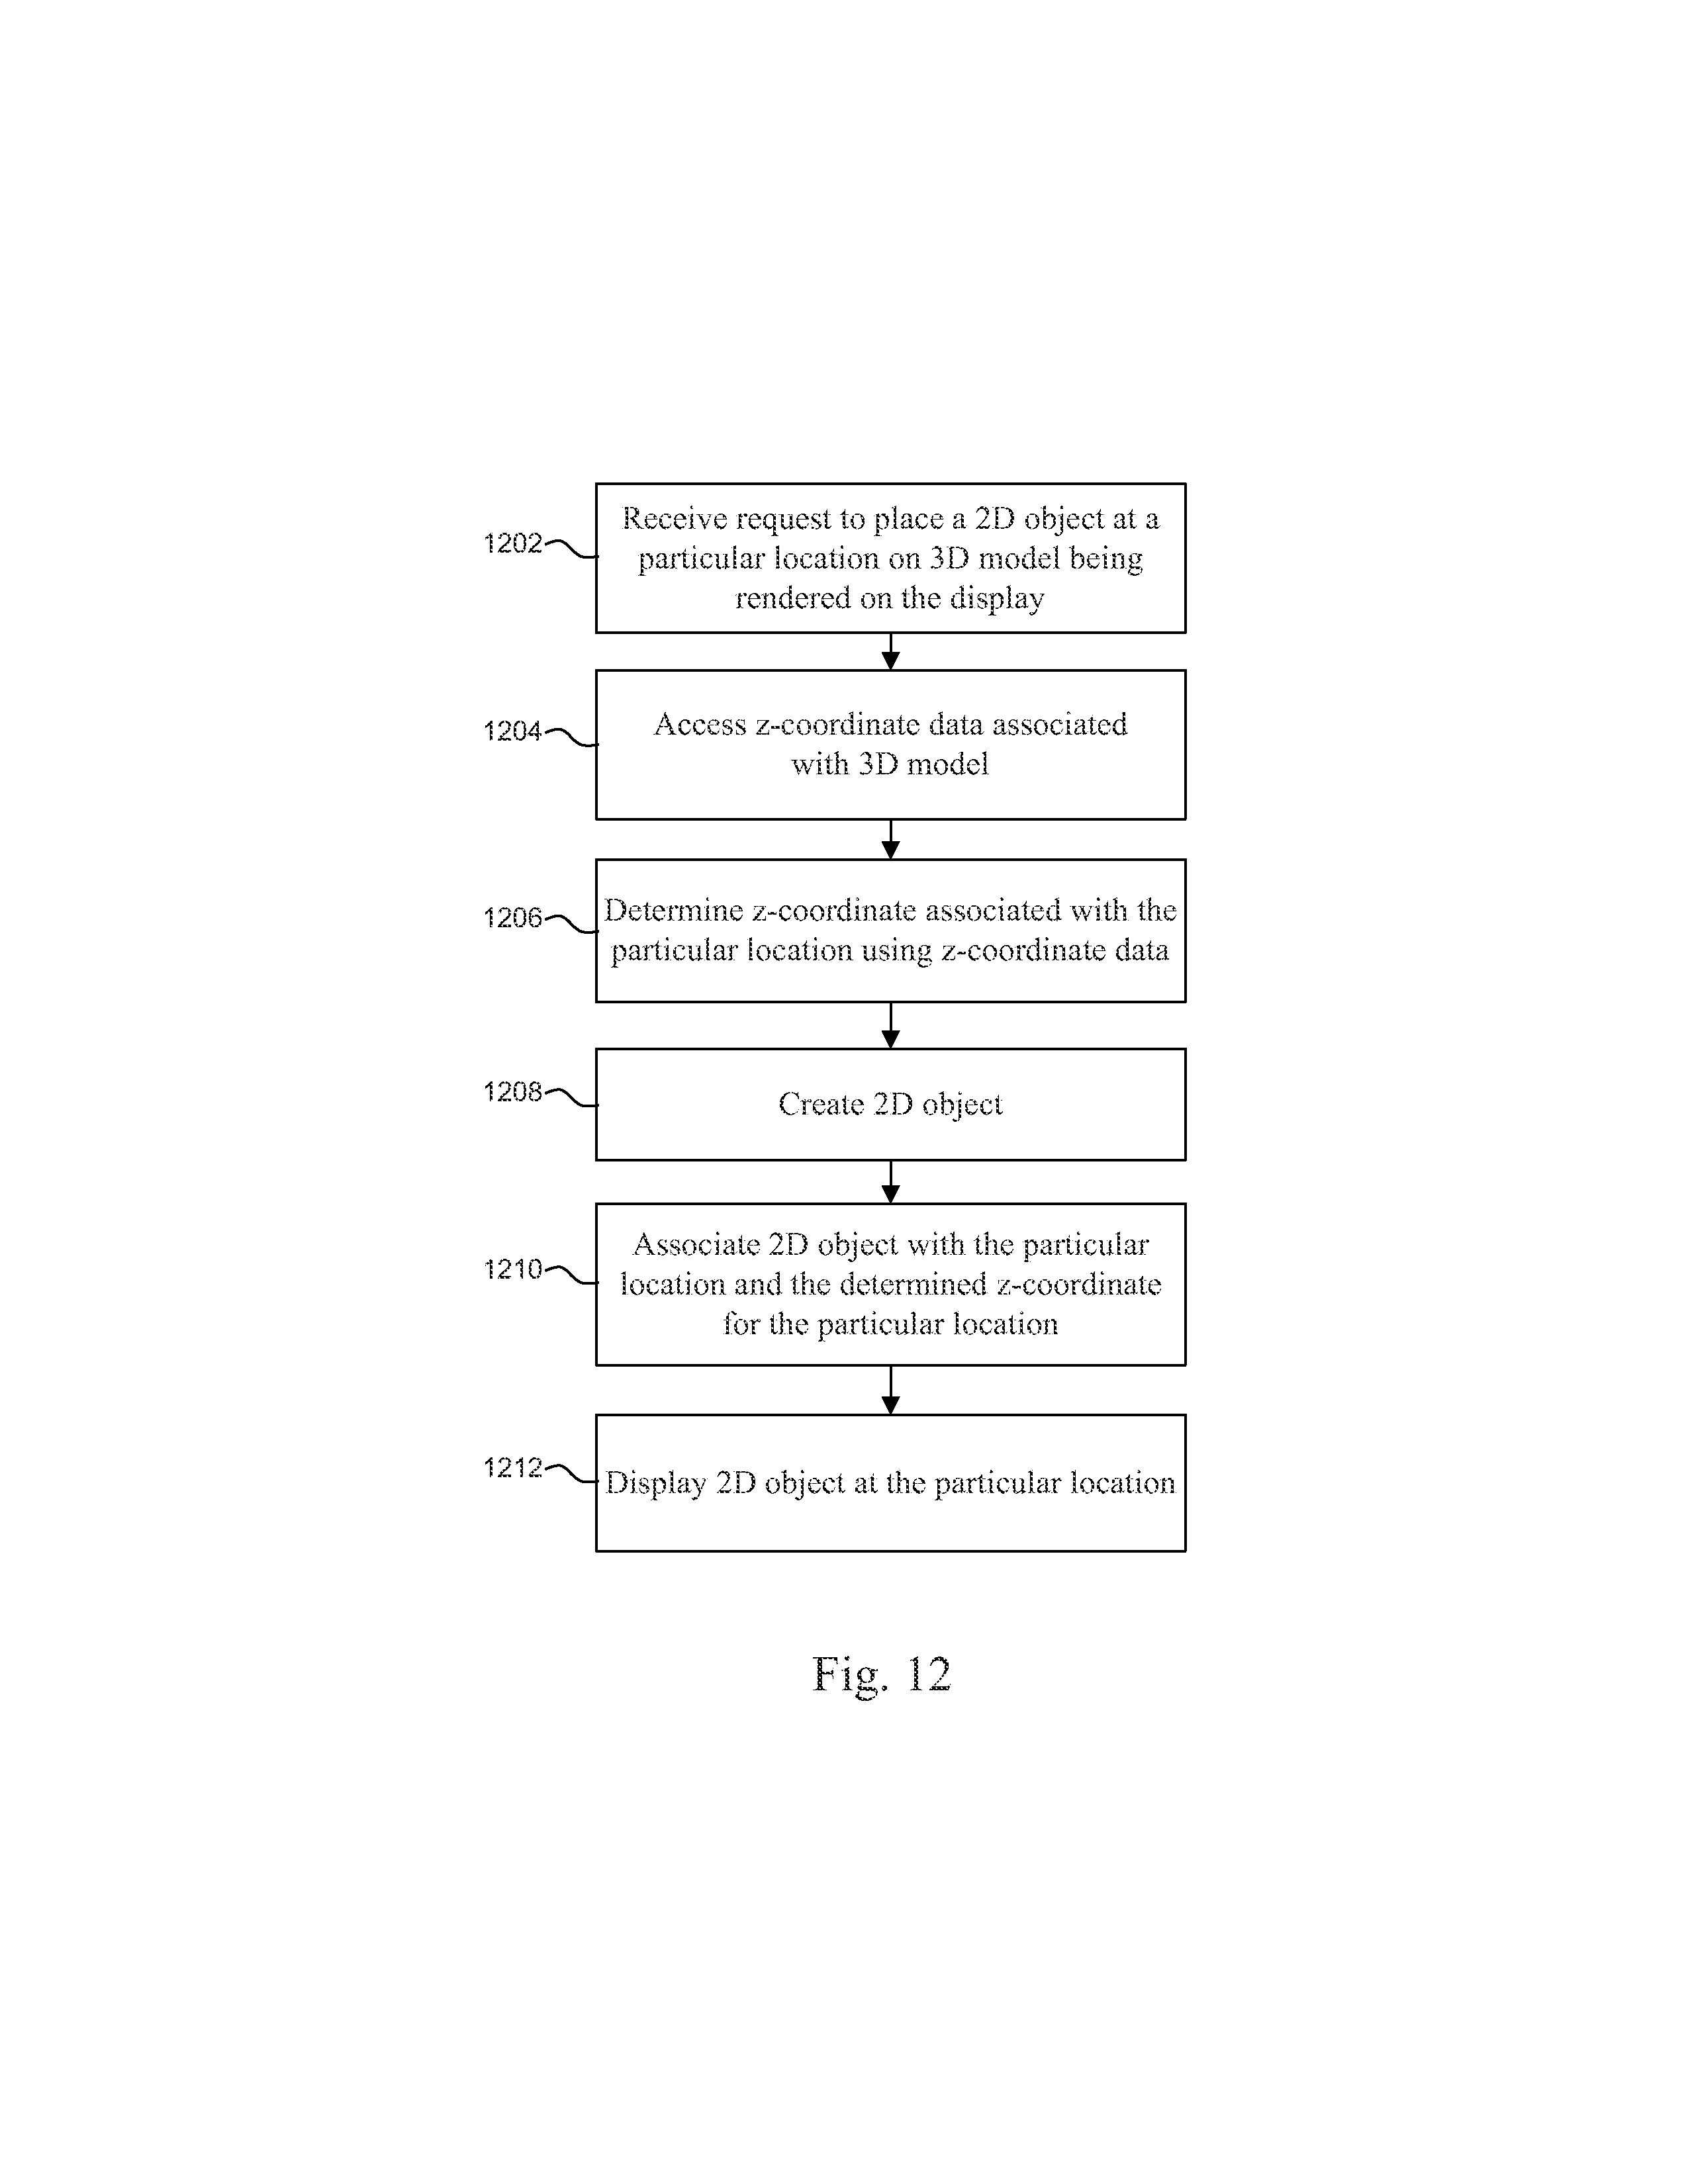 1202
Receive request to place a 2D object at a
particular location on 3D model being
rendered on the display
1204
Access z-coordinate data associated
with 3D model
1206
Determine z-coordinate associated with the
particular location using z-coordinate data
1208
Create 2D object
1210
Associate 2D object with the particular
location and the determined z-coordinate
for the particular location
1212
Display 2D object at the particular location
Fig. 12